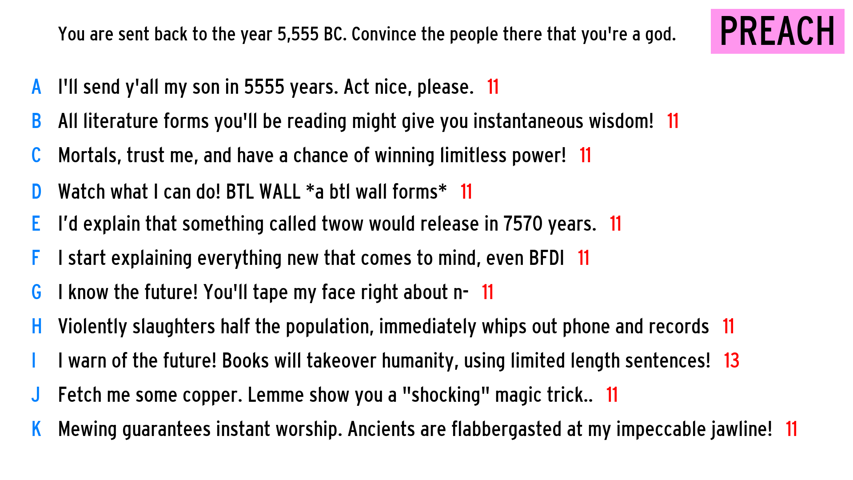 You are sent back to the year 5,555 BC. Convince the people there that you're a god.
PREACH
A I'll send y'all my son in 5555 years. Act nice, please. 11
B All literature forms you'll be reading might give you instantaneous wisdom! 11
C Mortals, trust me, and have a chance of winning limitless power! 11
D Watch what I can do! BTL WALL *a btl wall forms* 11
E I’d explain that something called twow would release in 7570 years. 11
F I start explaining everything new that comes to mind, even BFDI 11
G I know the future! You'll tape my face right about n- 11
H Violently slaughters half the population, immediately whips out phone and records 11
I I warn of the future! Books will takeover humanity, using limited length sentences! 13
J Fetch me some copper. Lemme show you a "shocking" magic trick.. 11
K Mewing guarantees instant worship. Ancients are flabbergasted at my impeccable jawline! 11